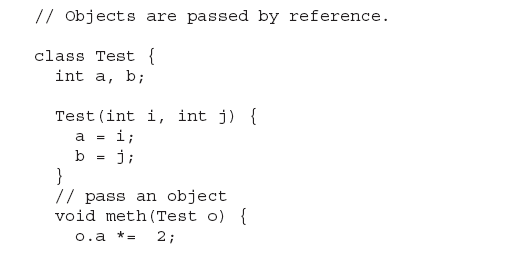 // Objects are passed by reference.
class Test {
int a, b;
Test(int i, int j) {
a = i;
b = j;
}
// pass an object
void meth(Test o) {
o.a *= 2;